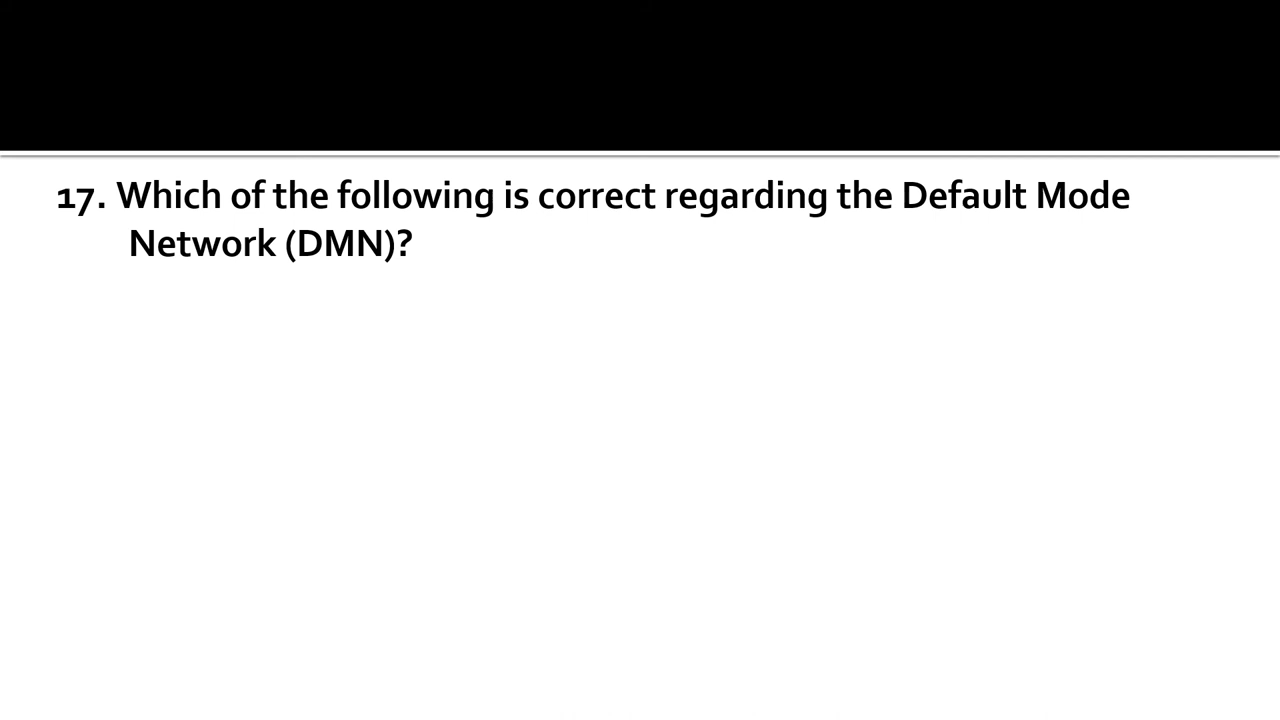 17. Which of the following is correct regarding the Default Mode
Network (DMN)?